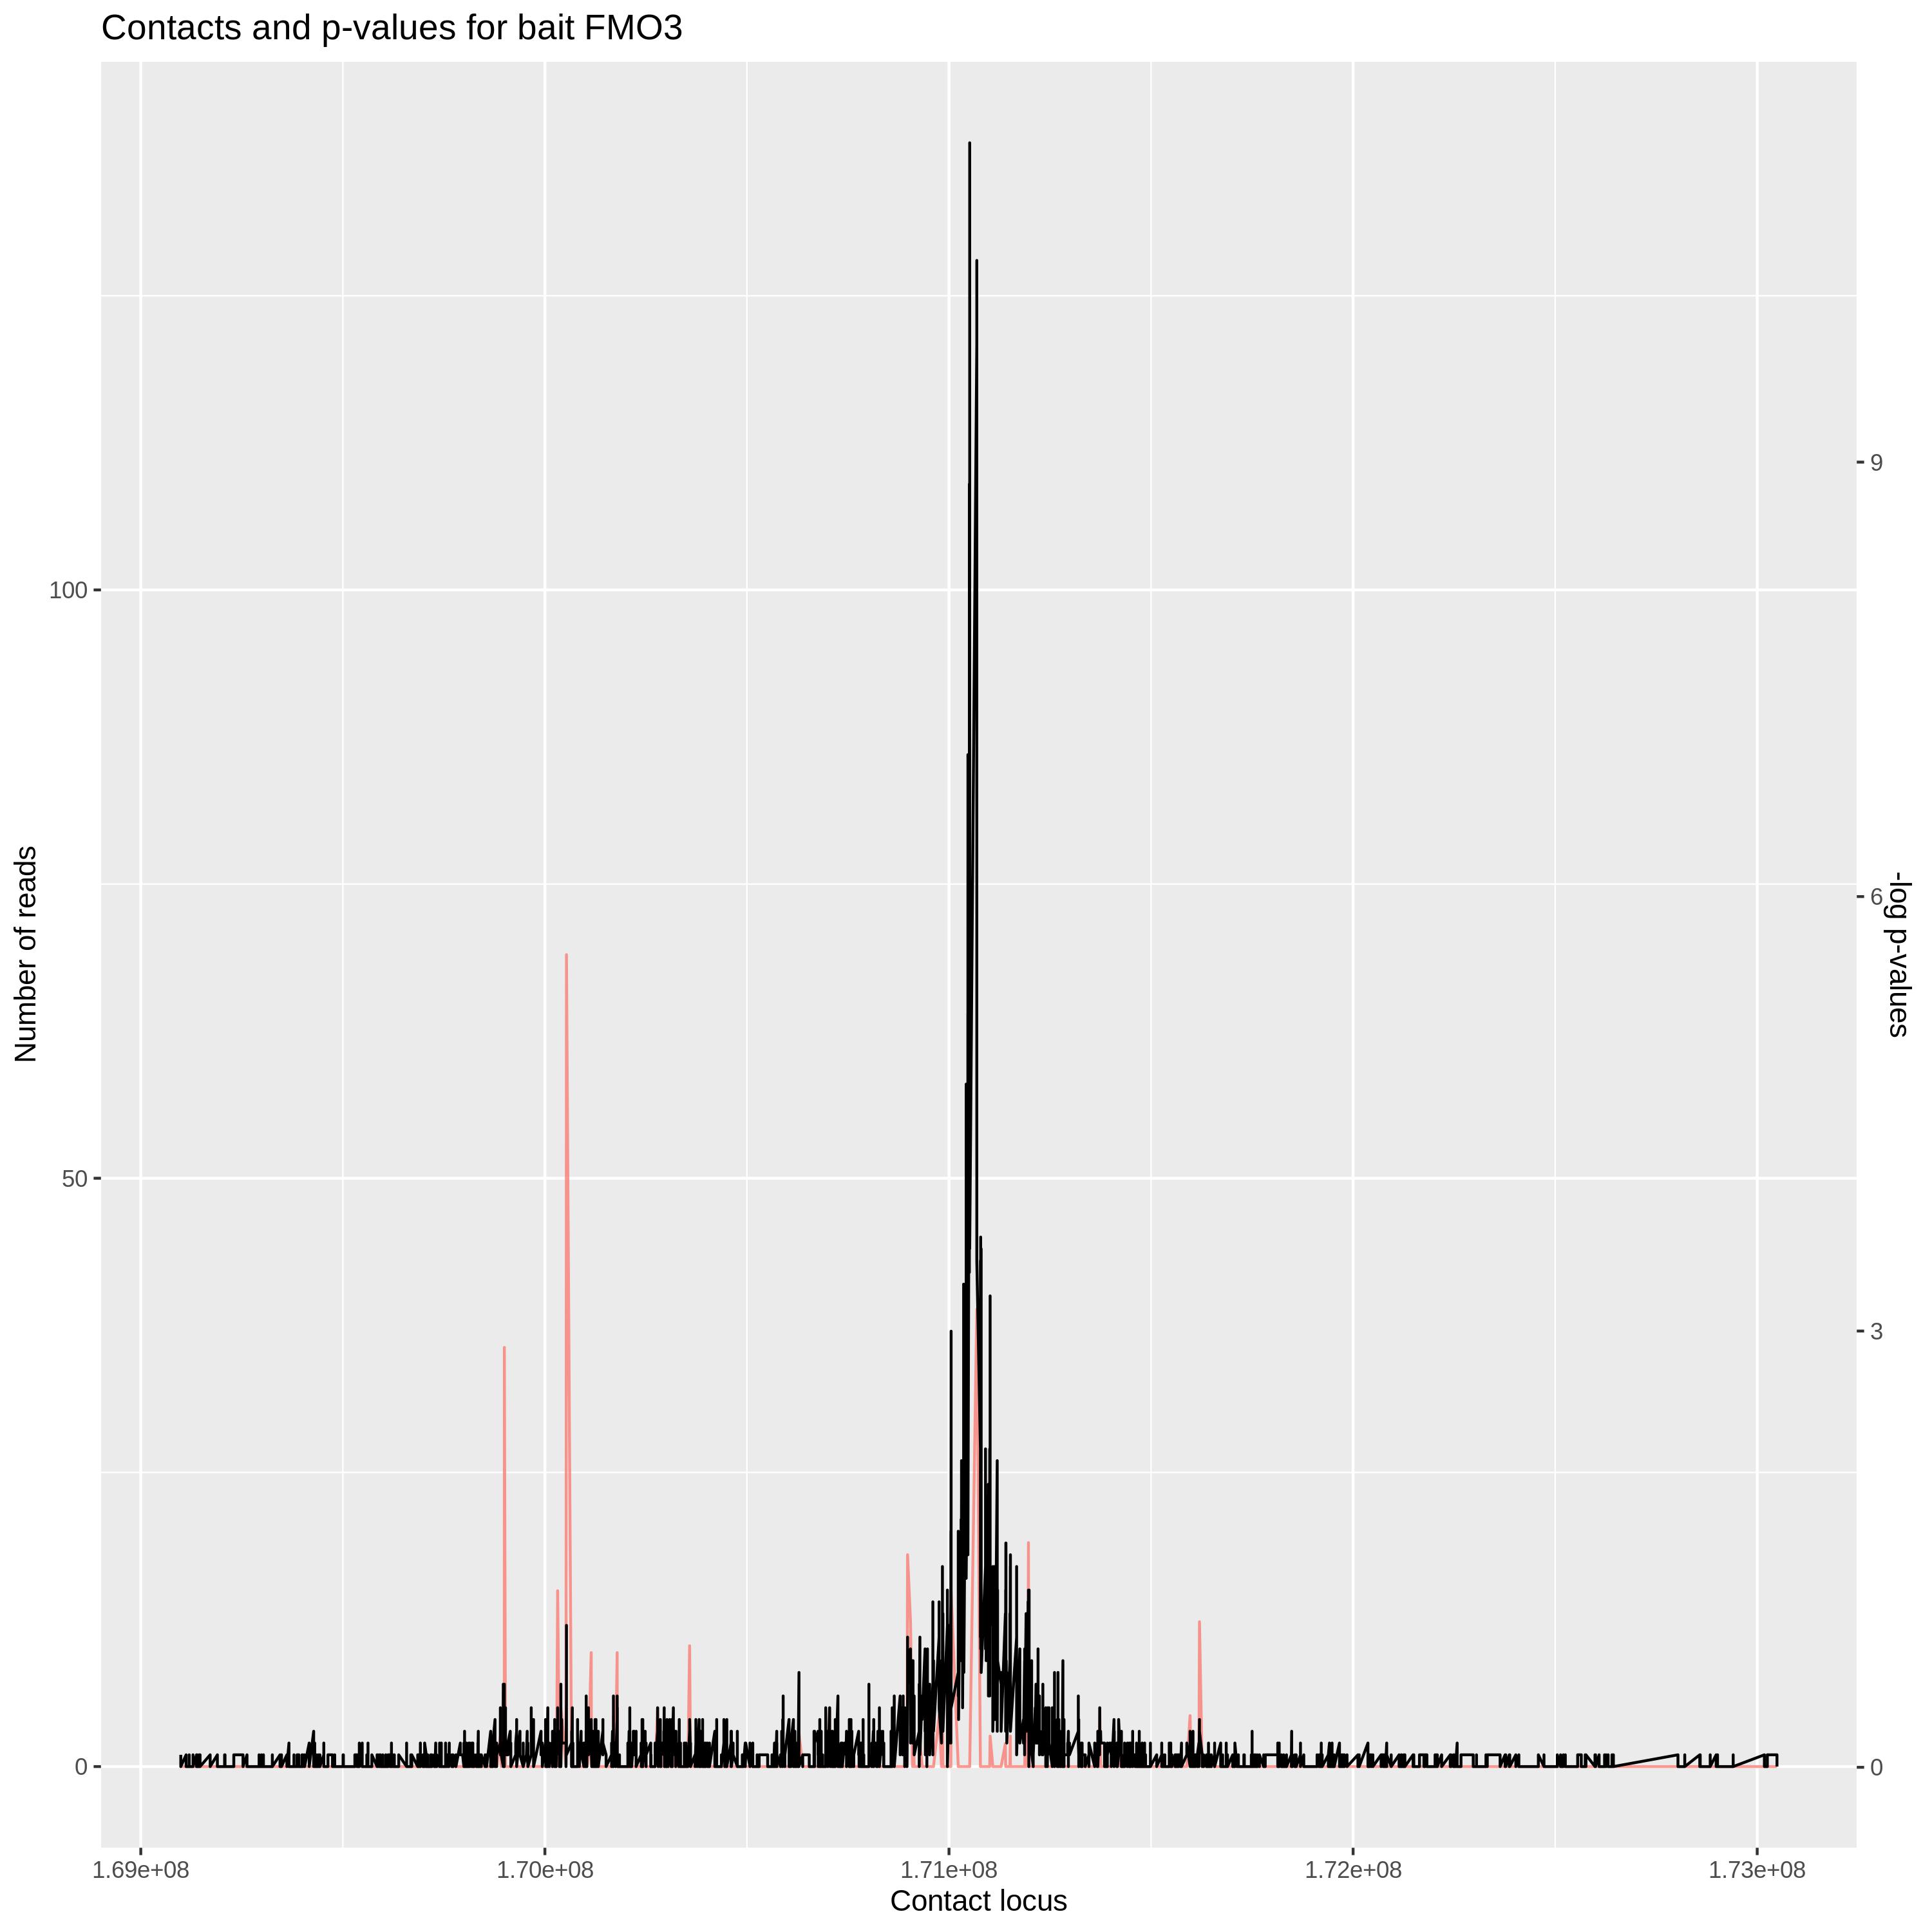 Contacts and p-values for bait FMO3
Number of reads
100
50
0
9
6
3
0
-log p-values
1.69e+08
1.70e+08
1.71e+08
1.72e+08
1.73e+08
Contact locus